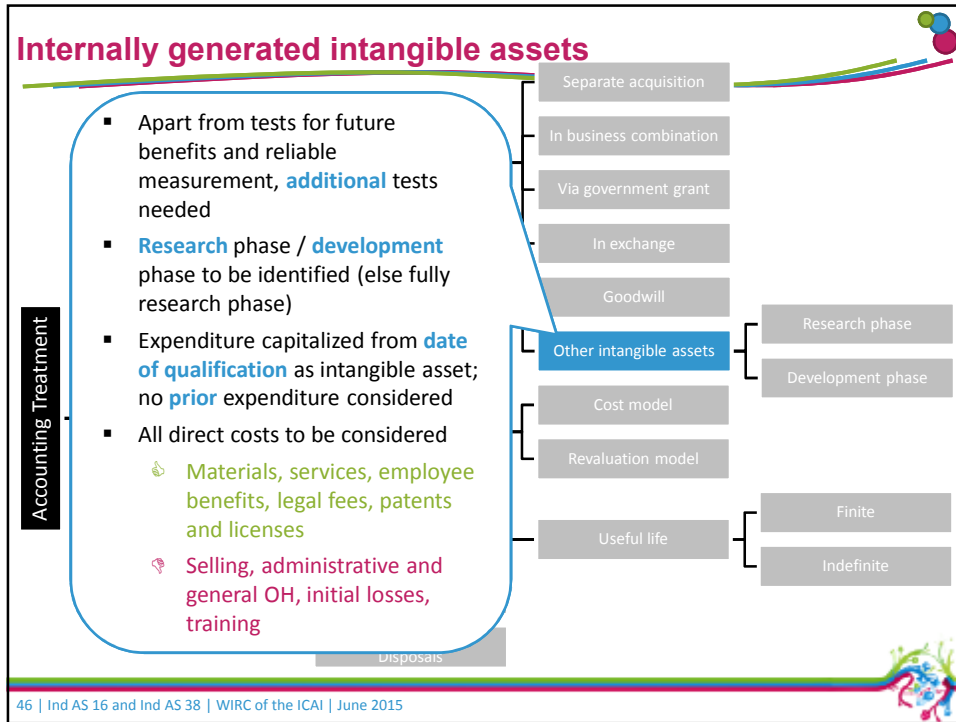 Internally generated intangible assets
Accounting Treatment
▪ Apart from tests for future
benefits and reliable
measurement, additional tests
needed
▪ Research phase / development
phase to be identified (else fully
research phase)
▪ Expenditure capitalized from date
of qualification as intangible asset;
no prior expenditure considered
▪ All direct costs to be considered
Materials, services, employee
benefits, legal fees, patents
and licenses
Selling, administrative and
general OH, initial losses,
training
Separate acquisition
In business combination
Via government grant
In exchange
Goodwill
Other intangible assets
Research phase
Development phase
Cost model
Revaluation model
Useful life
Finite
Indefinite
Disposals
46 | Ind AS 16 and Ind AS 38 | WIRC of the ICAI | June 2015